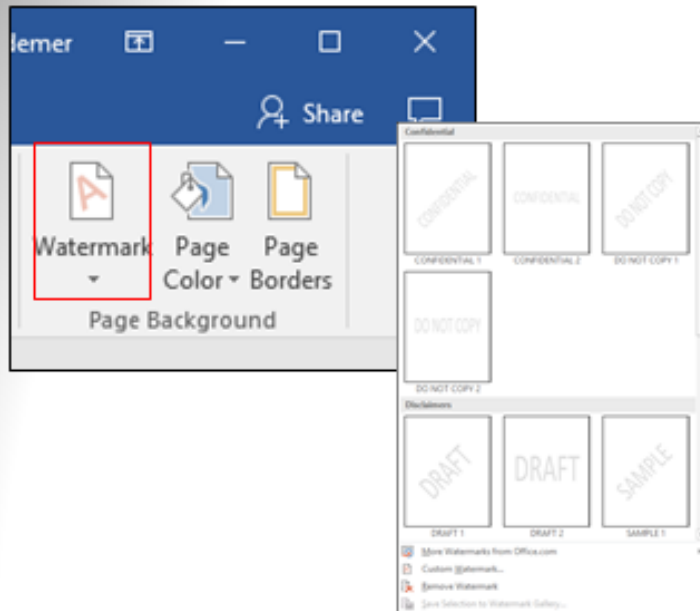 lemer
Share
Watermark
Page Color
Page Borders
Page Background
Confidential
CONFIDENTIAL
CONFIDENTIAL
DO NOT COPY
CONFIDENTIAL 1
CONFIDENTIAL 2
DO NOT COPY 1
DO NOT COPY
DO NOT COPY 2
Disclaimers
DRAFT
DRAFT
SAMPLE
DRAFT 1
DRAFT 2
SAMPLE 1
More Watermarks from Office.com
Custom Watermark...
Remove Watermark
Save Selection to Watermark Gallery...